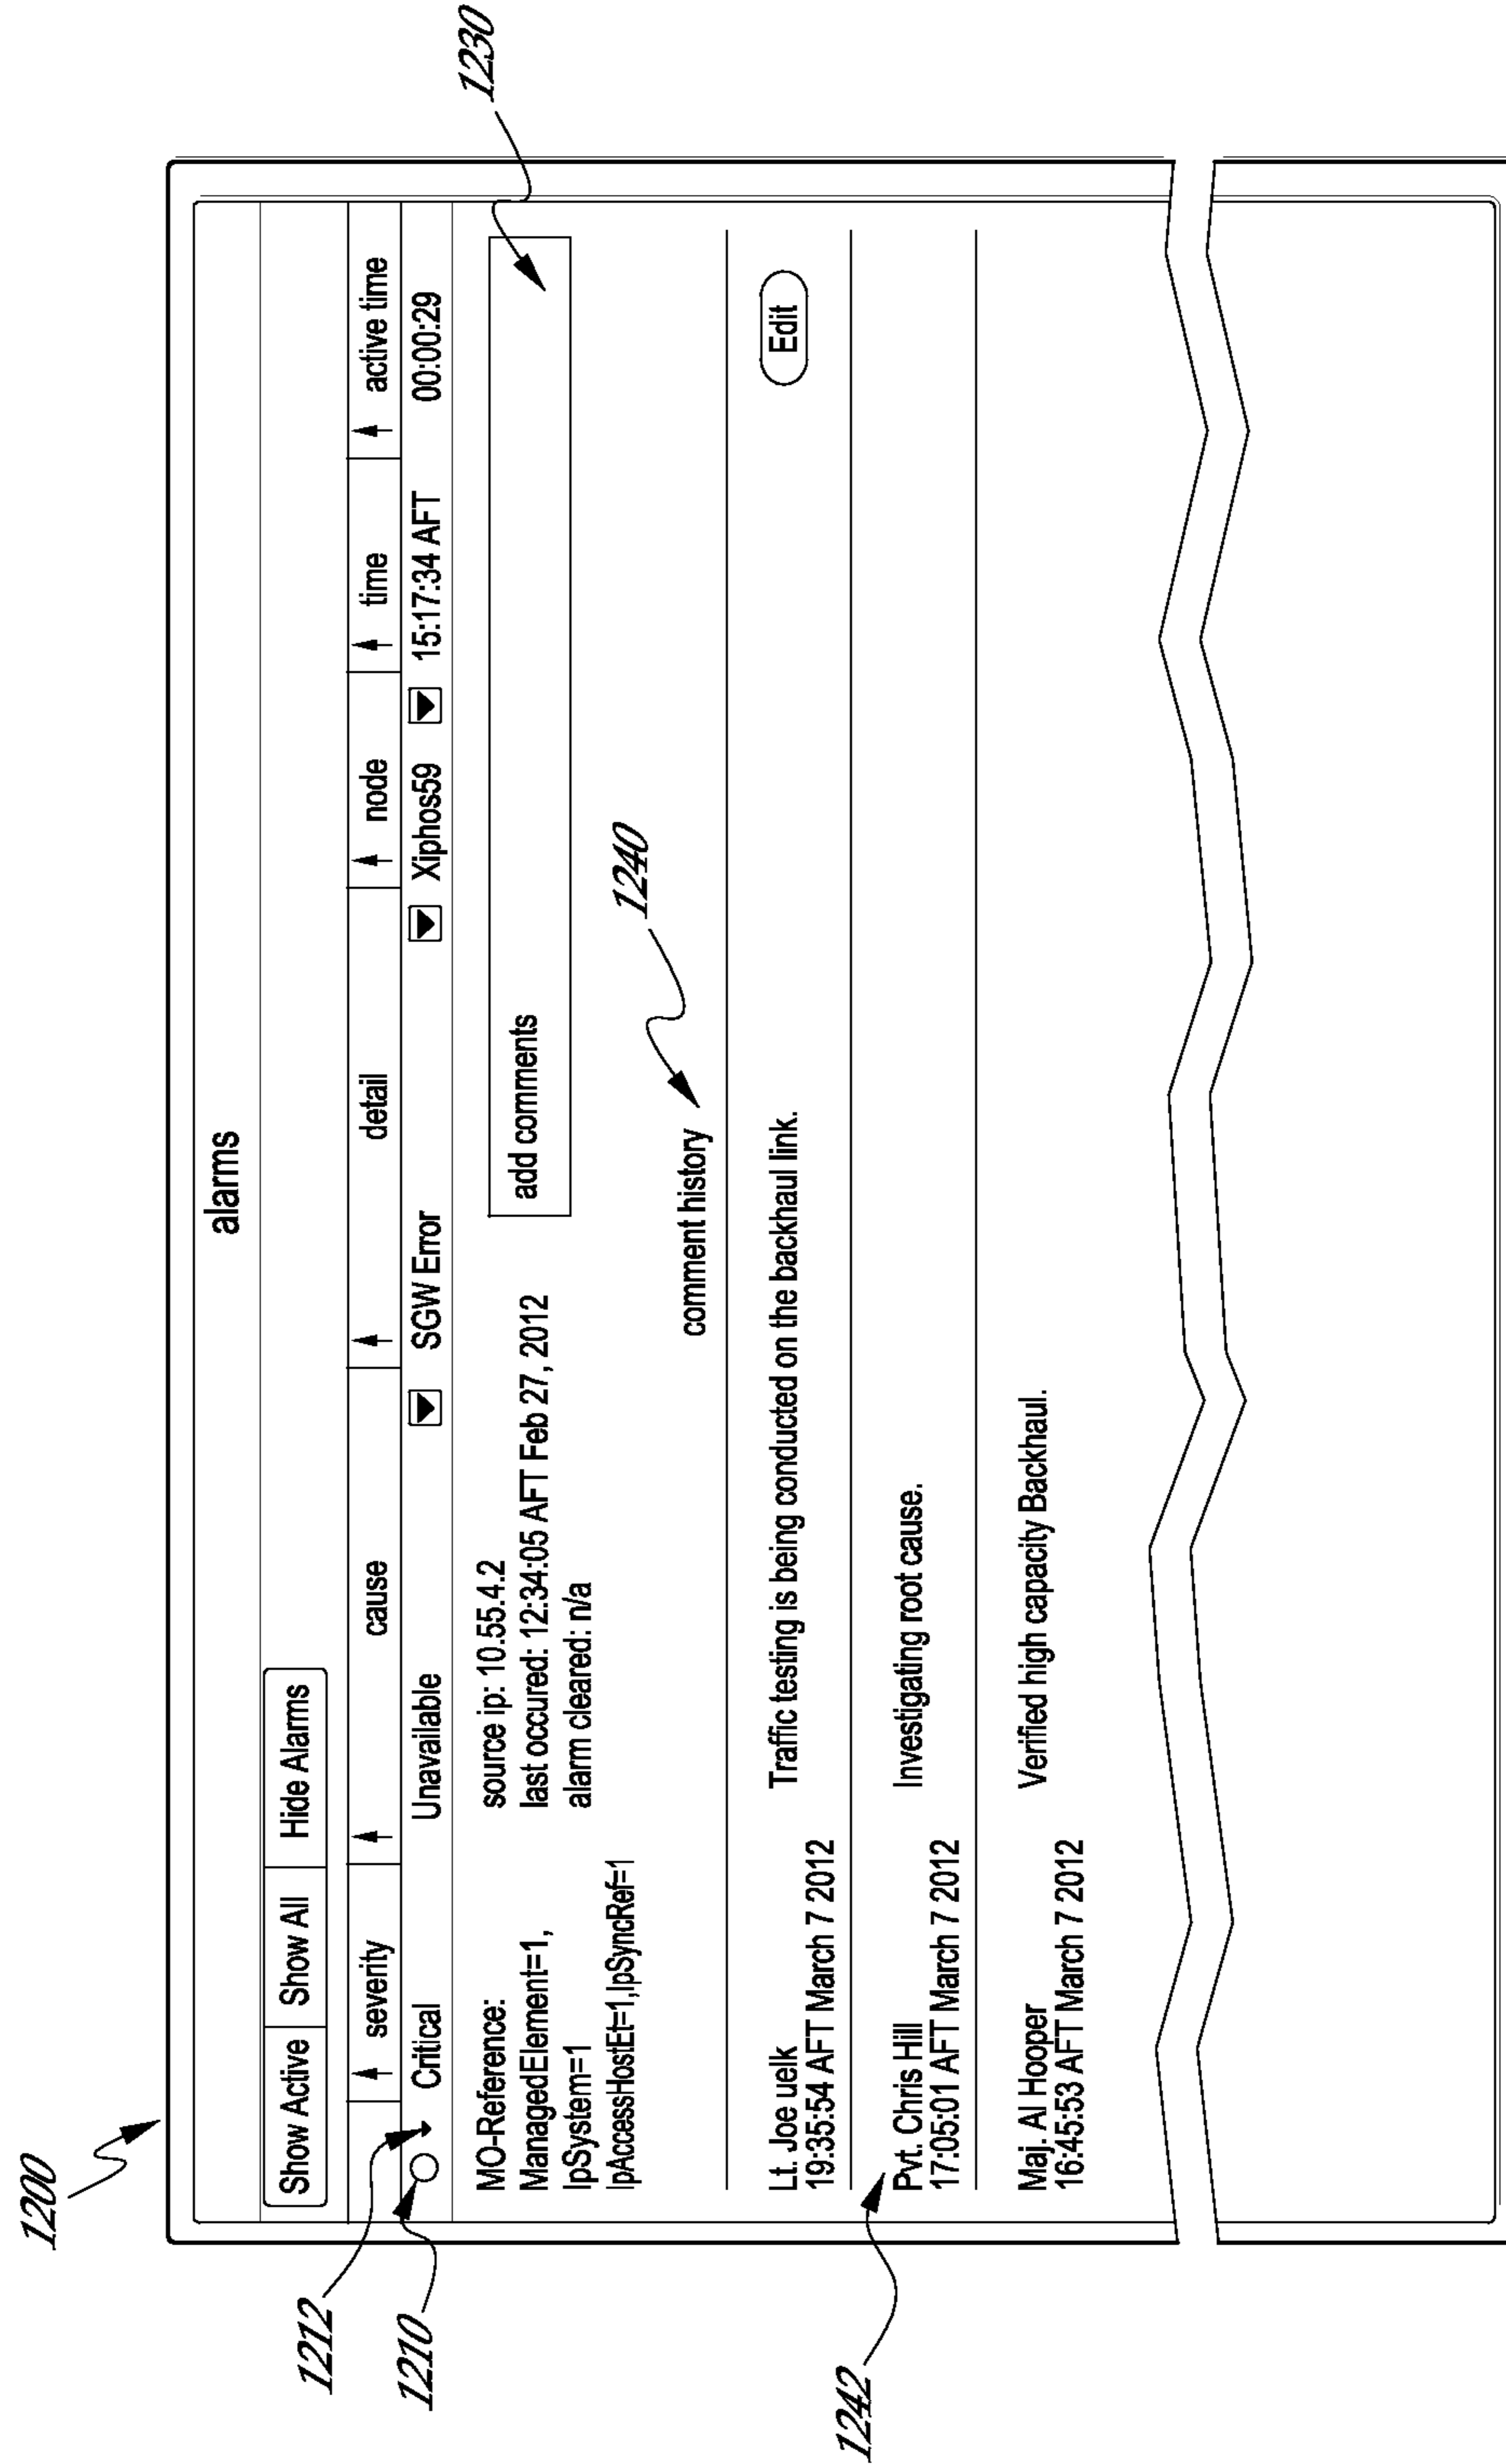 1200
alarms
Show Active Show All Hide Alarms
severity cause detail node time active time
1212
1210
Critical Unavailable SGW Error Xiphos59 15:17:34 AFT 00:00:29
MO-Reference:
ManagedElement=1,
IpSystem=1
IpAccessHostEt=1,IpSyncRef=1
source ip: 10.55.4.2
last occured: 12:34:05 AFT Feb 27, 2012
alarm cleared: n/a
add comments
1230
comment history
1240
Lt. Joe uelk
19:35:54 AFT March 7 2012
Traffic testing is being conducted on the backhaul link.
Edit
1242
Pvt. Chris Hill
17:05:01 AFT March 7 2012
Investigating root cause.
Maj. Al Hooper
16:45:53 AFT March 7 2012
Verified high capacity Backhaul.